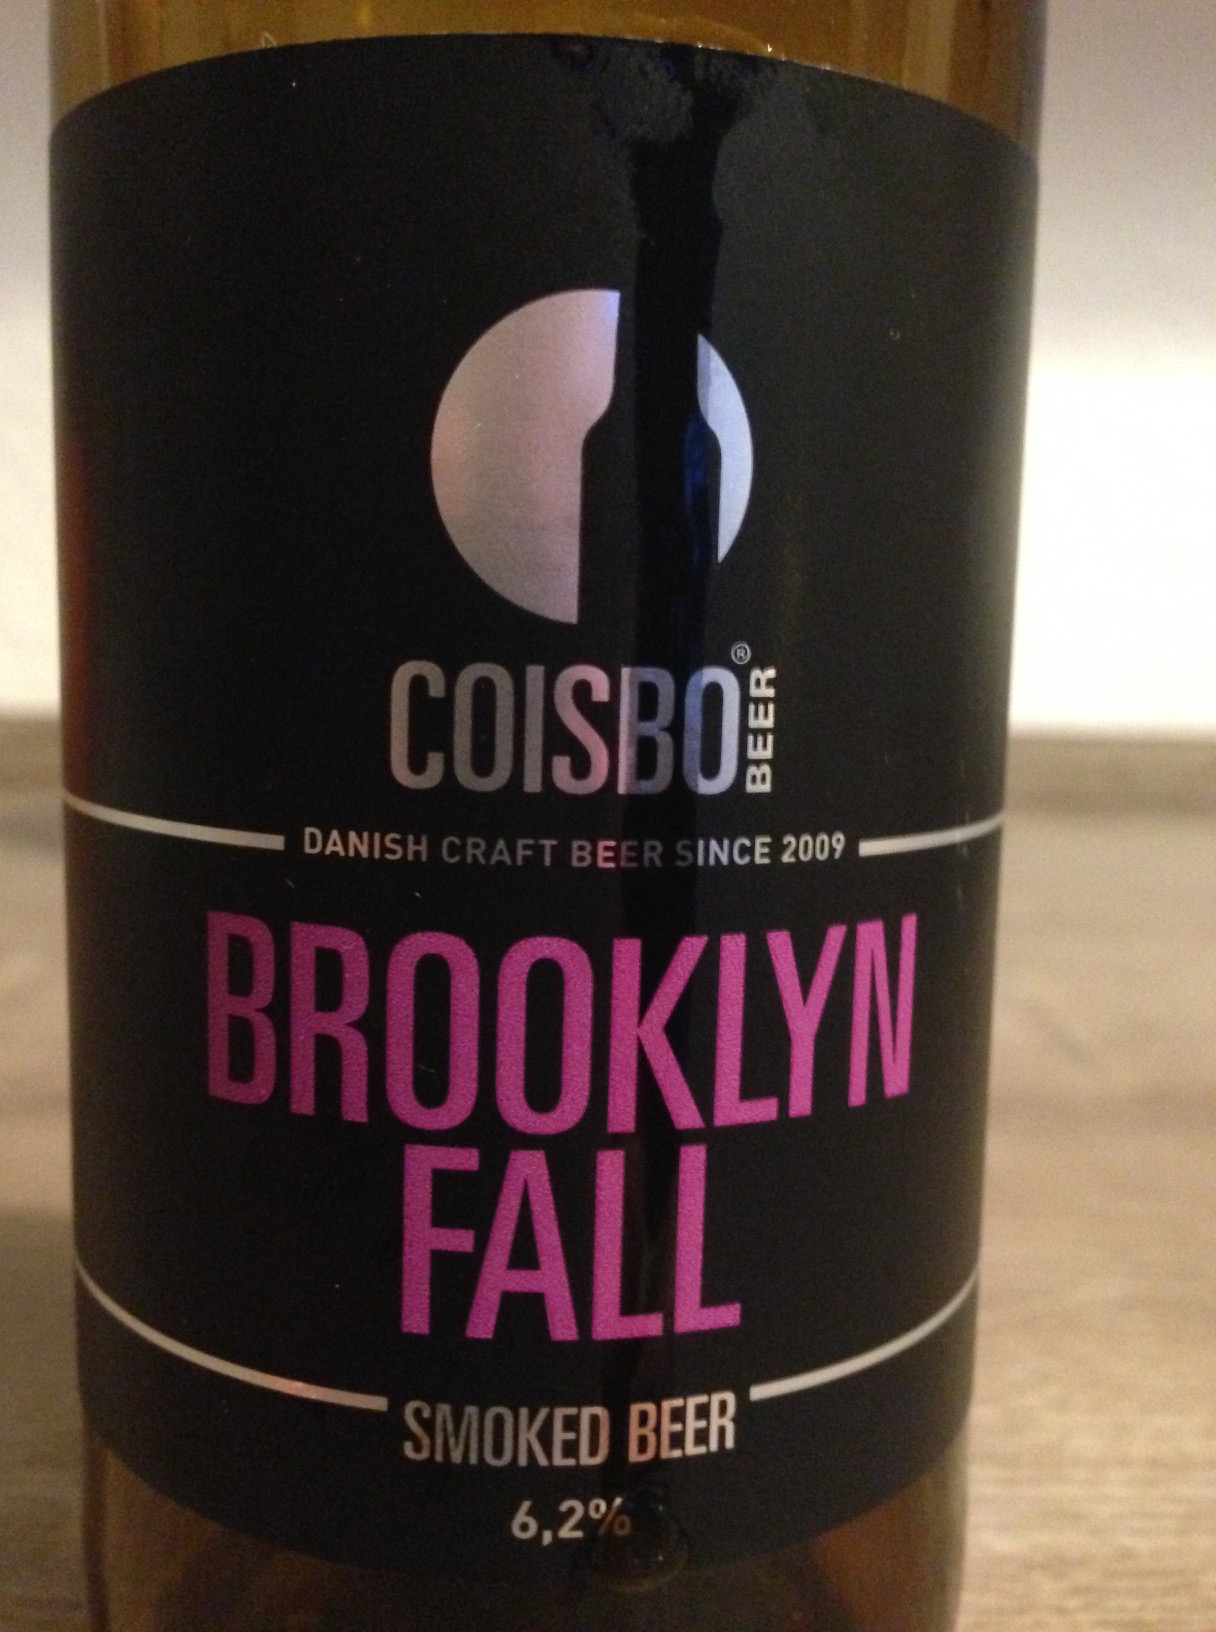 COISBO® BEER
DANISH CRAFT BEER SINCE 2009
BROOKLYN
FALL
SMOKED BEER
6,2%